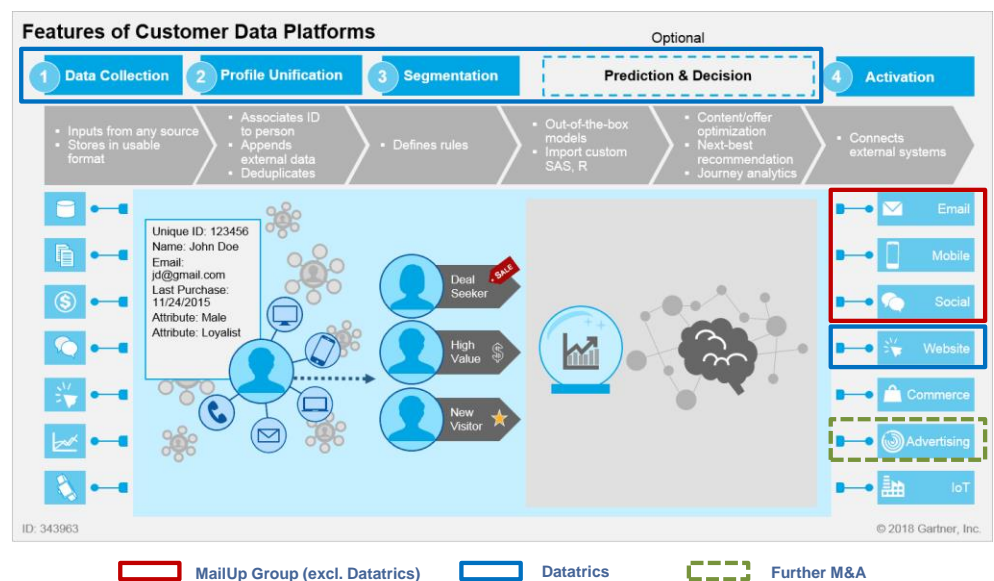 Features of Customer Data Platforms
Optional
1 Data Collection
2 Profile Unification
3 Segmentation
Prediction & Decision
4 Activation
▪ Inputs from any source
▪ Stores in usable
format
▪ Associates ID
to person
▪ Appends
external data
▪ Deduplicates
▪ Defines rules
▪ Out-of-the-box
models
▪ Import custom
SAS, R
▪ Content/offer
optimization
▪ Next-best
recommendation
▪ Journey analytics
▪ Connects
external systems
Unique ID: 123456
Name: John Doe
Email:
jd@gmail.com
Last Purchase:
11/24/2015
Attribute: Male
Attribute: Loyalist
Deal
Seeker
SALE
High
Value
$
New
Visitor
$
Email
Mobile
Social
Website
Commerce
Advertising
IoT
ID: 343963
© 2018 Gartner, Inc.
MailUp Group (excl. Datatrics)
Datatrics
Further M&A